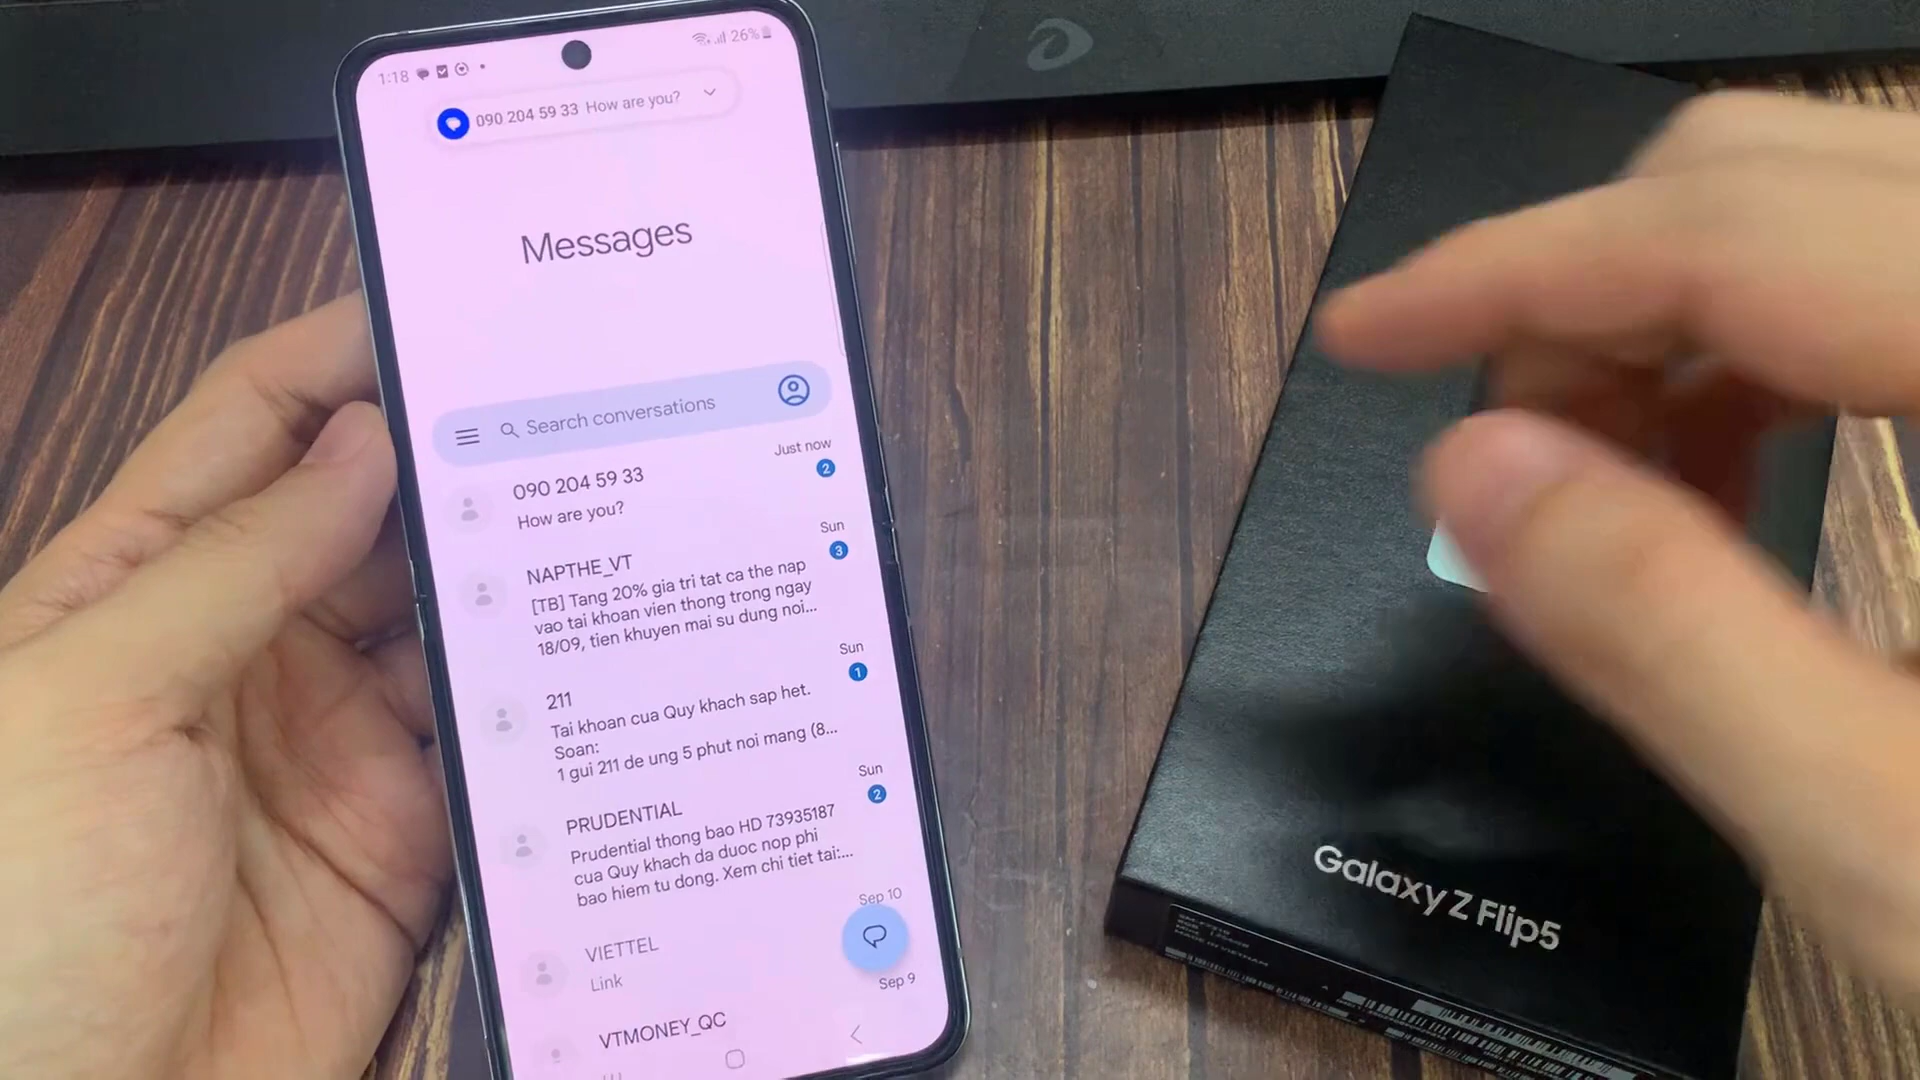 1:18
26%
090 204 59 33 How are you?
Messages
Search conversations
090 204 59 33
Just now
2
How are you?
NAPTHE_VT
Sun
3
[TB] Tang 20% gia tri tat ca the nap
vao tai khoan vien thong trong ngay
18/09, tien khuyen mai su dung noi...
211
Sun
1
Tai khoan cua Quy khach sap het.
Soan:
1 gui 211 de ung 5 phut noi mang (8...
PRUDENTIAL
Sun
2
Prudential thong bao HD 73935187
cua Quy khach da duoc nop phi
bao hiem tu dong. Xem chi tiet tai:...
VIETTEL
Sep 10
Link
VTMONEY_QC
Sep 9
Galaxy Z Flip5
MADE IN VIETNAM